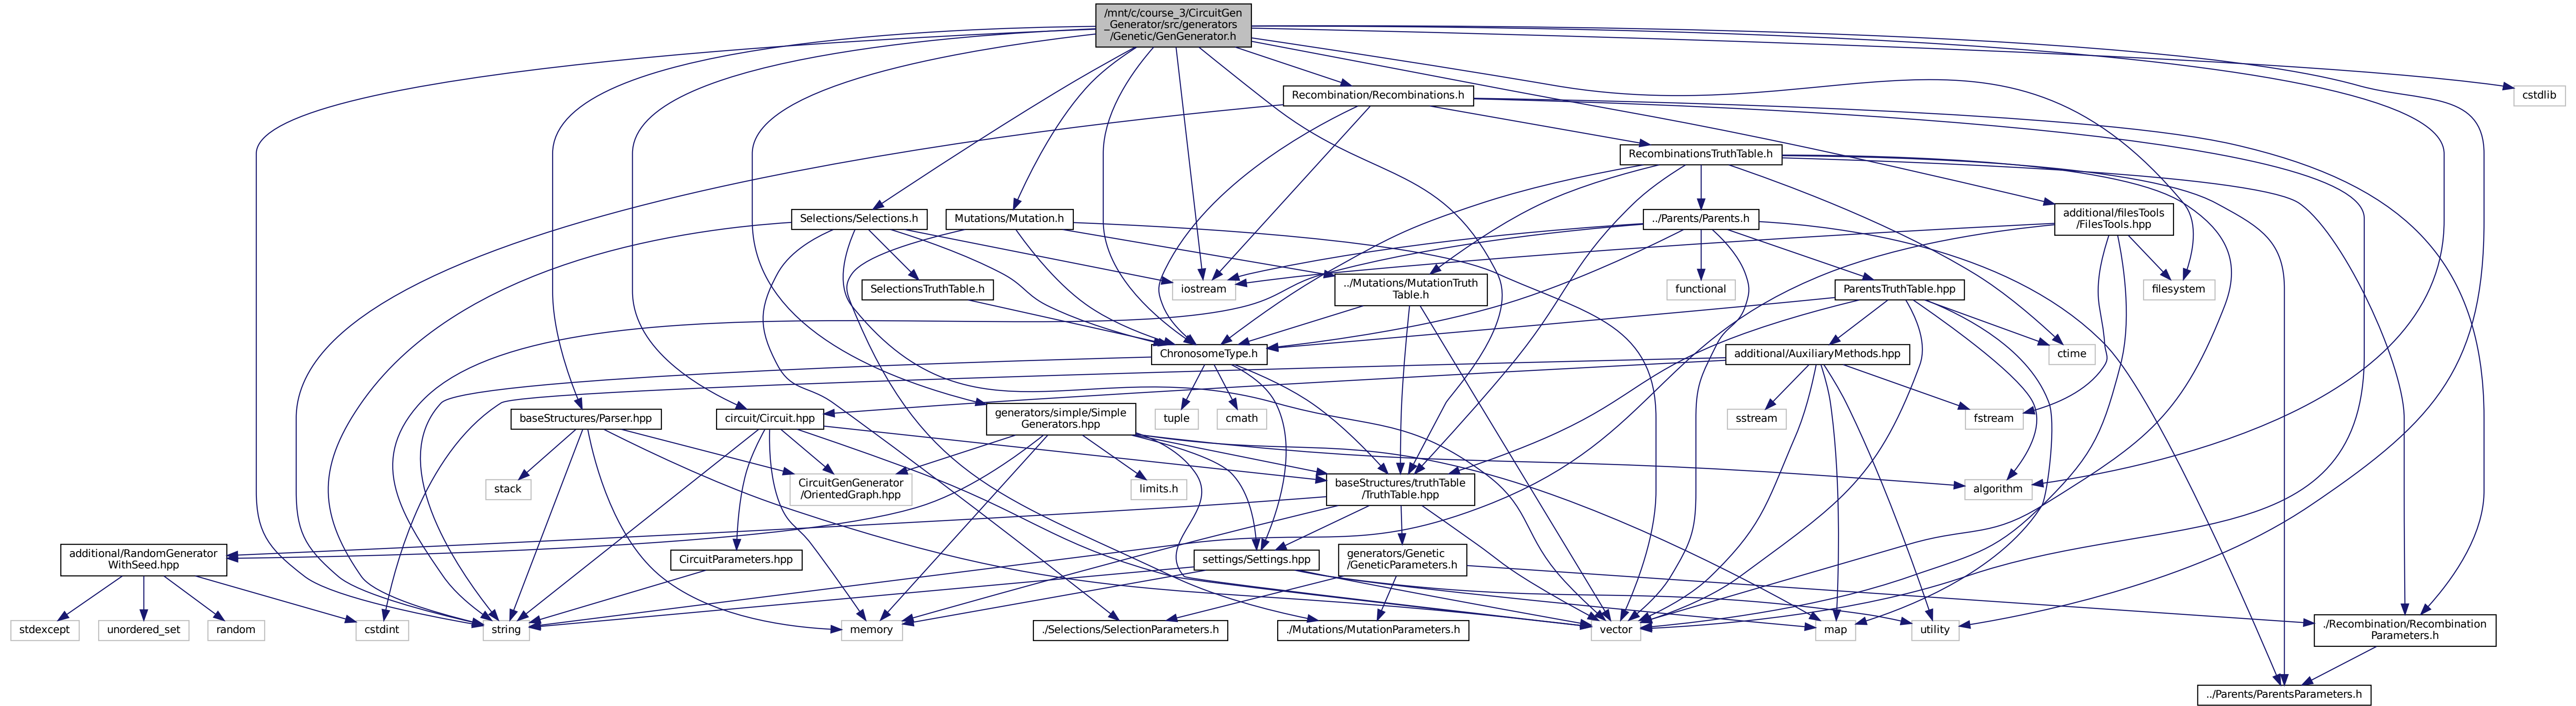 /mnt/c/course_3/CircuitGen
_Generator/src/generators
/Genetic/GenGenerator.h
Recombination/Recombinations.h
cstdlib
RecombinationsTruthTable.h
Selections/Selections.h
Mutations/Mutation.h
../Parents/Parents.h
additional/filesTools
/FilesTools.hpp
SelectionsTruthTable.h
iostream
../Mutations/MutationTruth
Table.h
functional
ParentsTruthTable.hpp
filesystem
ChronosomeType.h
additional/AuxiliaryMethods.hpp
ctime
baseStructures/Parser.hpp
circuit/Circuit.hpp
generators/simple/Simple
Generators.hpp
tuple
cmath
sstream
fstream
stack
CircuitGenGenerator
/OrientedGraph.hpp
limits.h
baseStructures/truthTable
/TruthTable.hpp
algorithm
additional/RandomGenerator
WithSeed.hpp
CircuitParameters.hpp
settings/Settings.hpp
generators/Genetic
/GeneticParameters.h
stdexcept
unordered_set
random
cstdint
string
memory
./Selections/SelectionParameters.h
./Mutations/MutationParameters.h
vector
map
utility
./Recombination/Recombination
Parameters.h
../Parents/ParentsParameters.h